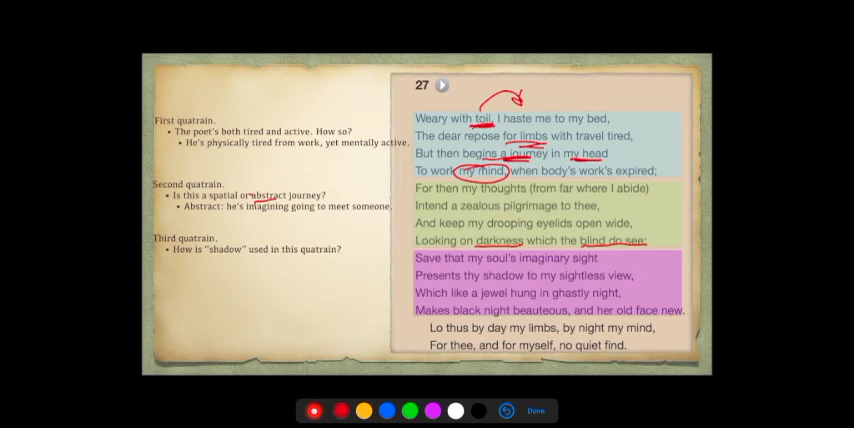 27
First quatrain.
• The poet's both tired and active. How so?
• He's physically tired from work, yet mentally active.
Second quatrain.
• Is this a spatial or abstract journey?
• Abstract: he's imagining going to meet someone.
Third quatrain.
• How is "shadow" used in this quatrain?
Weary with toil, I haste me to my bed,
The dear repose for limbs with travel tired,
But then begins a journey in my head
To work my mind, when body's work's expired;
For then my thoughts (from far where I abide)
Intend a zealous pilgrimage to thee,
And keep my drooping eyelids open wide,
Looking on darkness which the blind do see:
Save that my soul's imaginary sight
Presents thy shadow to my sightless view,
Which like a jewel hung in ghastly night,
Makes black night beauteous, and her old face new.
Lo thus by day my limbs, by night my mind,
For thee, and for myself, no quiet find.
Done